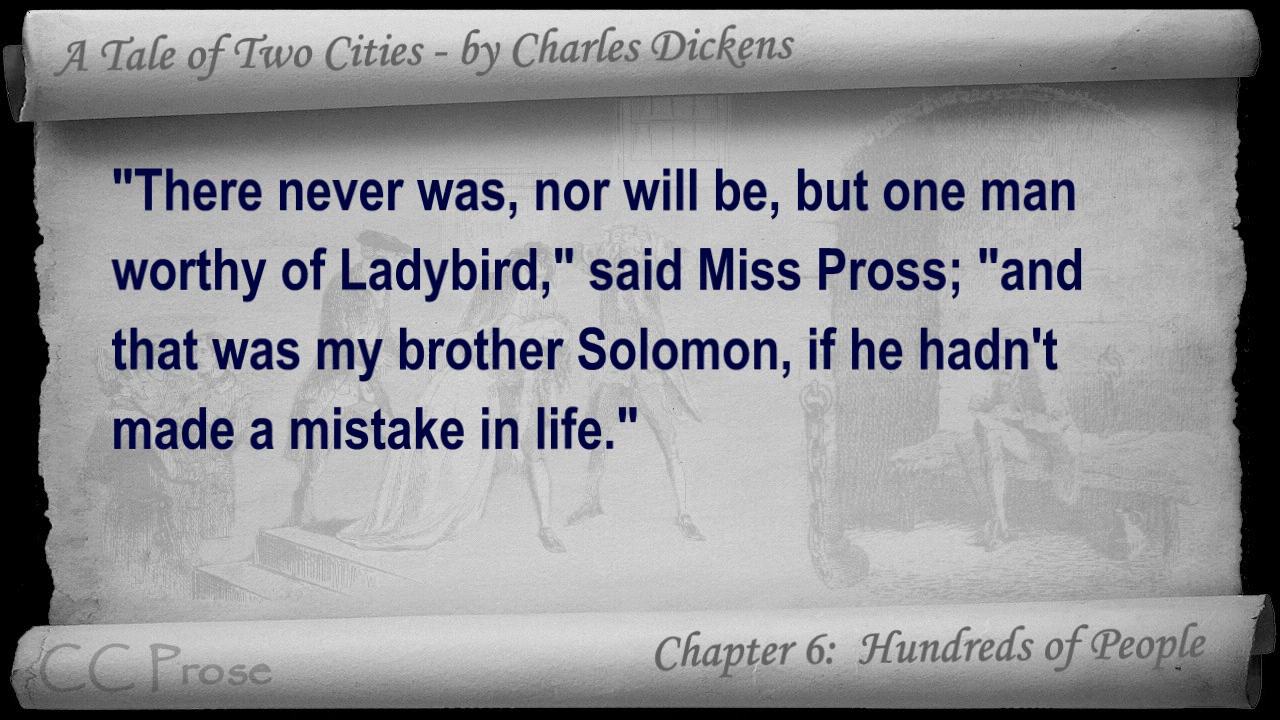 A Tale of Two Cities - by Charles Dickens
"There never was, nor will be, but one man
worthy of Ladybird," said Miss Pross; "and
that was my brother Solomon, if he hadn't
made a mistake in life."
CC Prose
Chapter 6: Hundreds of People